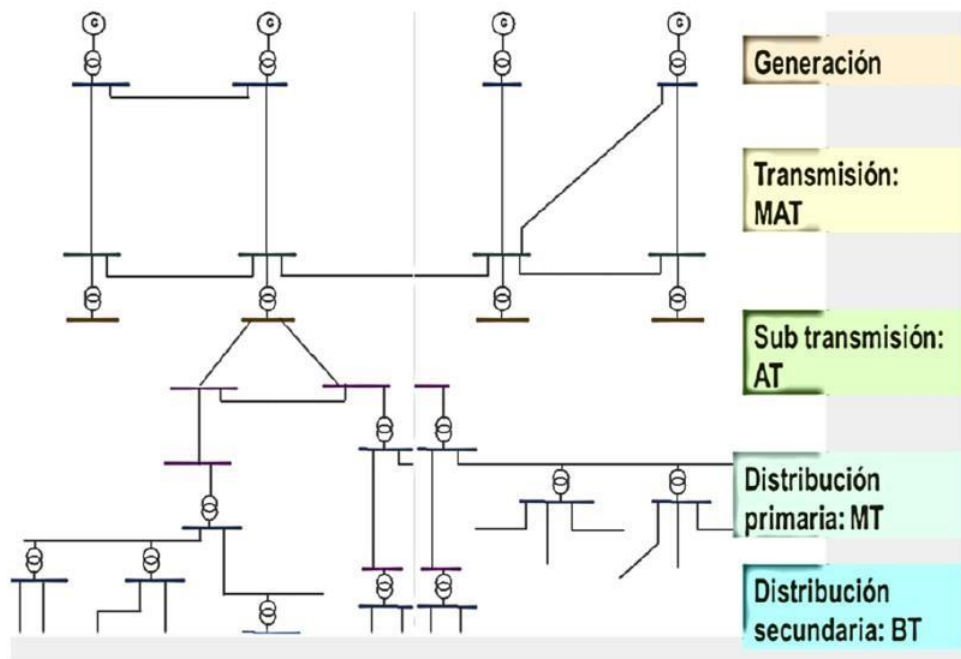 G
G
G
G
Generación
Transmisión:
MAT
Sub transmisión:
AT
Distribución
primaria: MT
Distribución
secundaria: BT